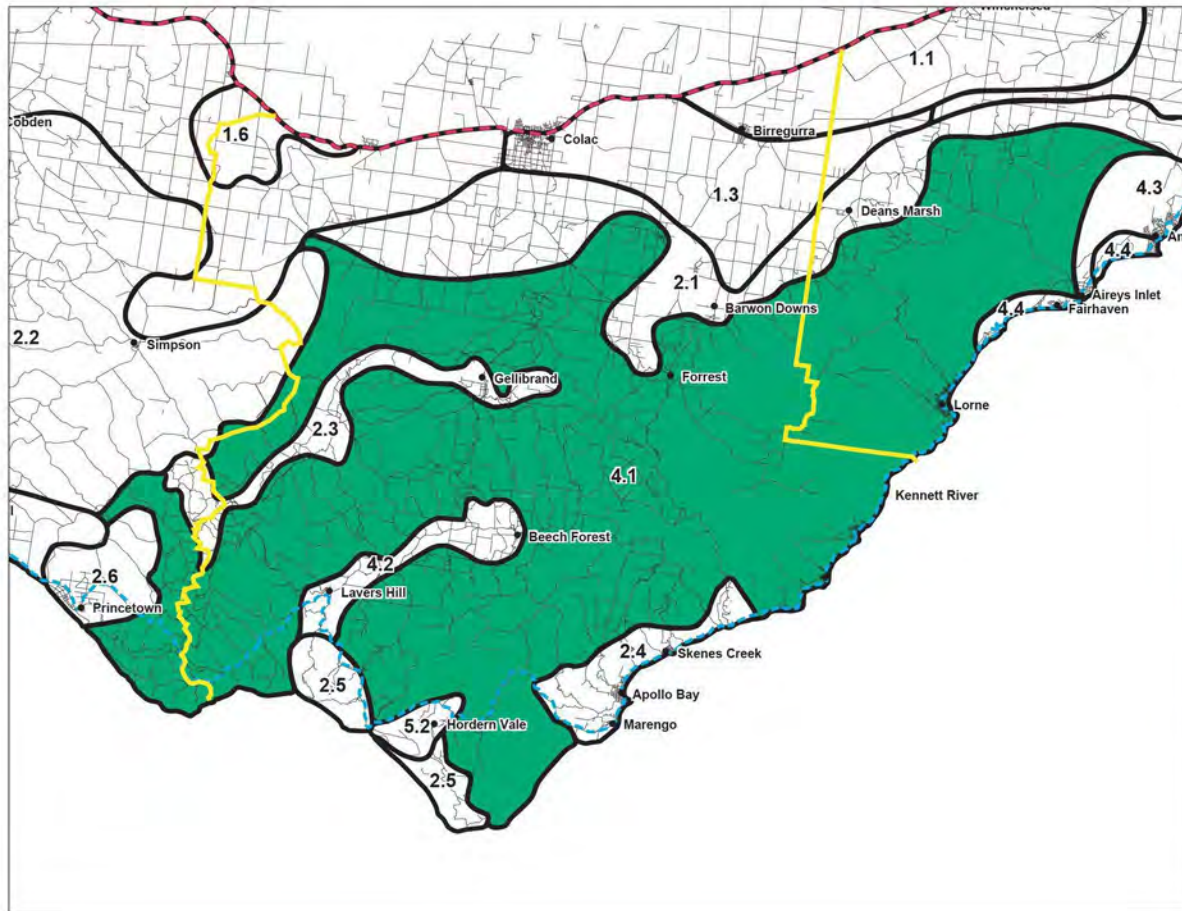 Winchelsea
1.1
Cobden
1.6
Colac
Birregurra
1.3
4.3
Deans Marsh
An
4.4
2.1
Aireys Inlet
Barwon Downs
4.4
Fairhaven
2.2
Simpson
Gellibrand
Forrest
Lorne
2.3
4.1
Kennett River
Beech Forest
4.2
2.6
Lavers Hill
Princetown
2.4
Skenes Creek
2.5
Apollo Bay
5.2
Hordern Vale
Marengo
2.5